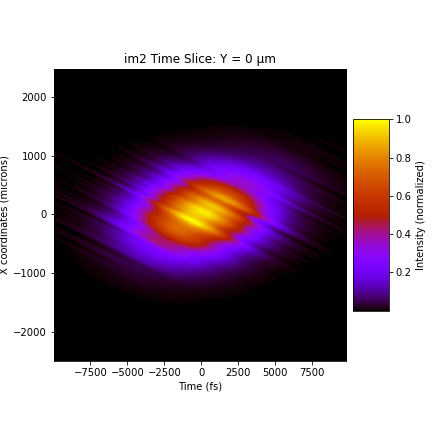 im2 Time Slice: Y = 0 μm
X coordinates (microns)
2000
1000
0
−1000
−2000
−7500 −5000 −2500 0 2500 5000 7500
Time (fs)
1.0
0.8
0.6
0.4
0.2
Intensity (normalized)